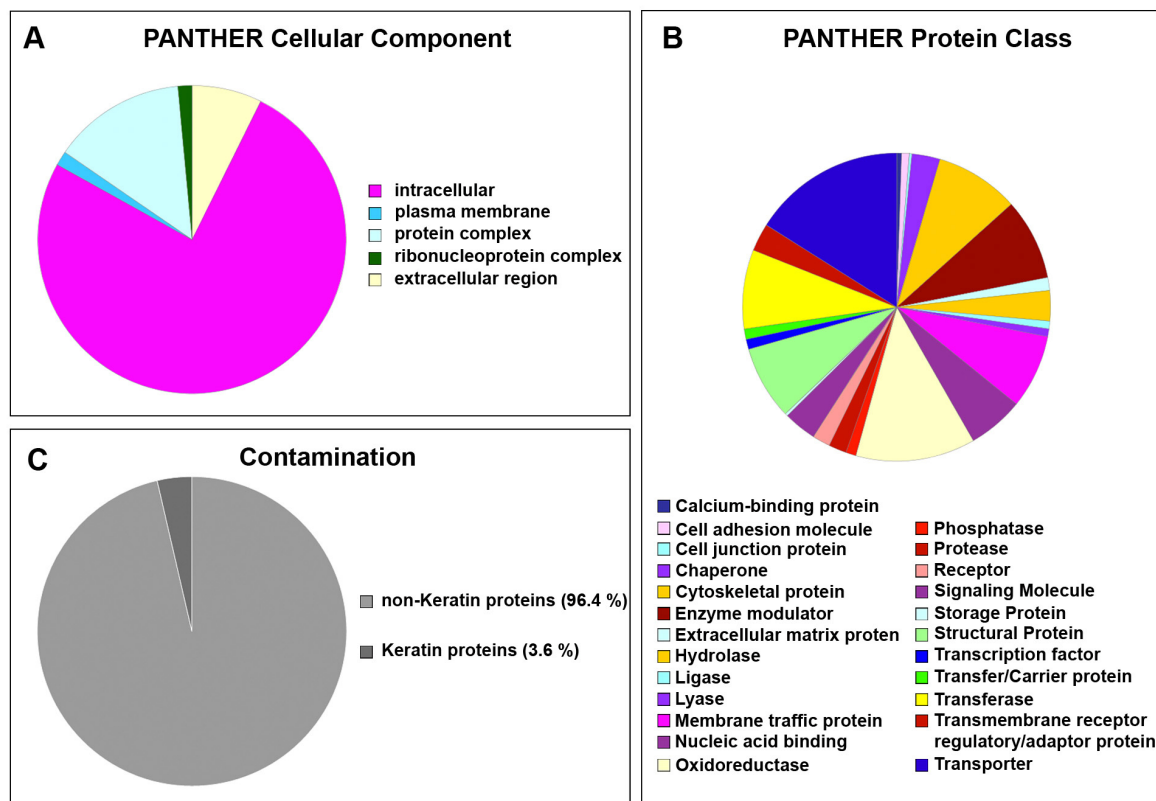 A
PANTHER Cellular Component
intracellular
plasma membrane
protein complex
ribonucleoprotein complex
extracellular region
B
PANTHER Protein Class
Calcium-binding protein
Cell adhesion molecule
Cell junction protein
Chaperone
Cytoskeletal protein
Enzyme modulator
Extracellular matrix proten
Hydrolase
Ligase
Lyase
Membrane traffic protein
Nucleic acid binding
Oxidoreductase
Phosphatase
Protease
Receptor
Signaling Molecule
Storage Protein
Structural Protein
Transcription factor
Transfer/Carrier protein
Transferase
Transmembrane receptor
regulatory/adaptor protein
Transporter
C
Contamination
non-Keratin proteins (96.4 %)
Keratin proteins (3.6 %)